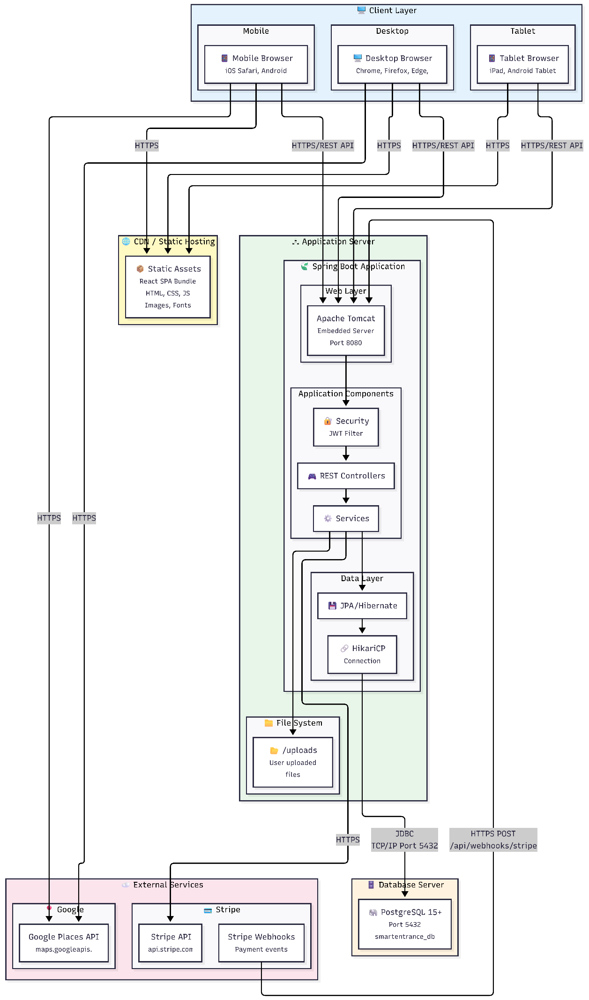 Client Layer
Mobile
Desktop
Tablet
Mobile Browser
iOS Safari, Android
Desktop Browser
Chrome, Firefox, Edge,
Tablet Browser
iPad, Android Tablet
HTTPS
HTTPS/REST API
HTTPS
HTTPS/REST API
HTTPS
HTTPS/REST API
CDN / Static Hosting
Static Assets
React SPA Bundle
HTML, CSS, JS
Images, Fonts
Application Server
Spring Boot Application
Web Layer
Apache Tomcat
Embedded Server
Port 8080
Application Components
Security
JWT Filter
REST Controllers
Services
HTTPS
HTTPS
Data Layer
JPA/Hibernate
HikariCP
Connection
File System
/uploads
User uploaded
files
HTTPS
JDBC
TCP/IP Port 5432
HTTPS POST
/api/webhooks/stripe
External Services
Google
Google Places API
maps.googleapis.
Stripe
Stripe API
api.stripe.com
Stripe Webhooks
Payment events
Database Server
PostgreSQL 15+
Port 5432
smartentrance_db